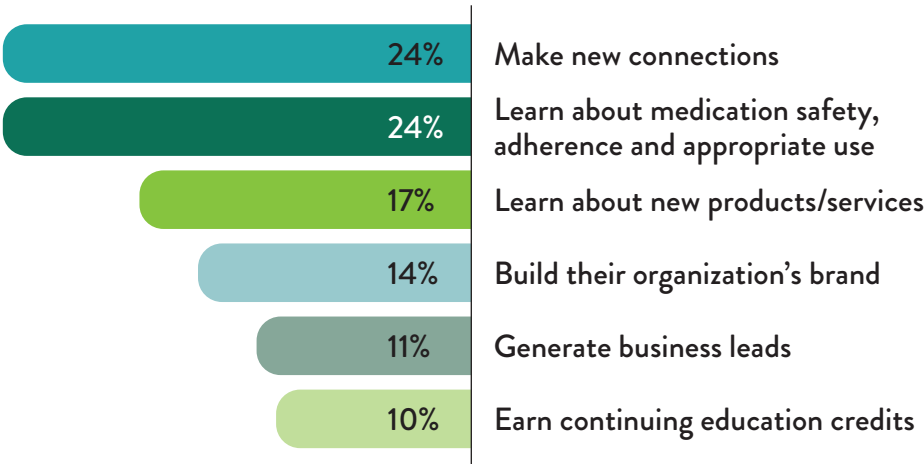 24% Make new connections
24% Learn about medication safety,
adherence and appropriate use
17% Learn about new products/services
14% Build their organization’s brand
11% Generate business leads
10% Earn continuing education credits